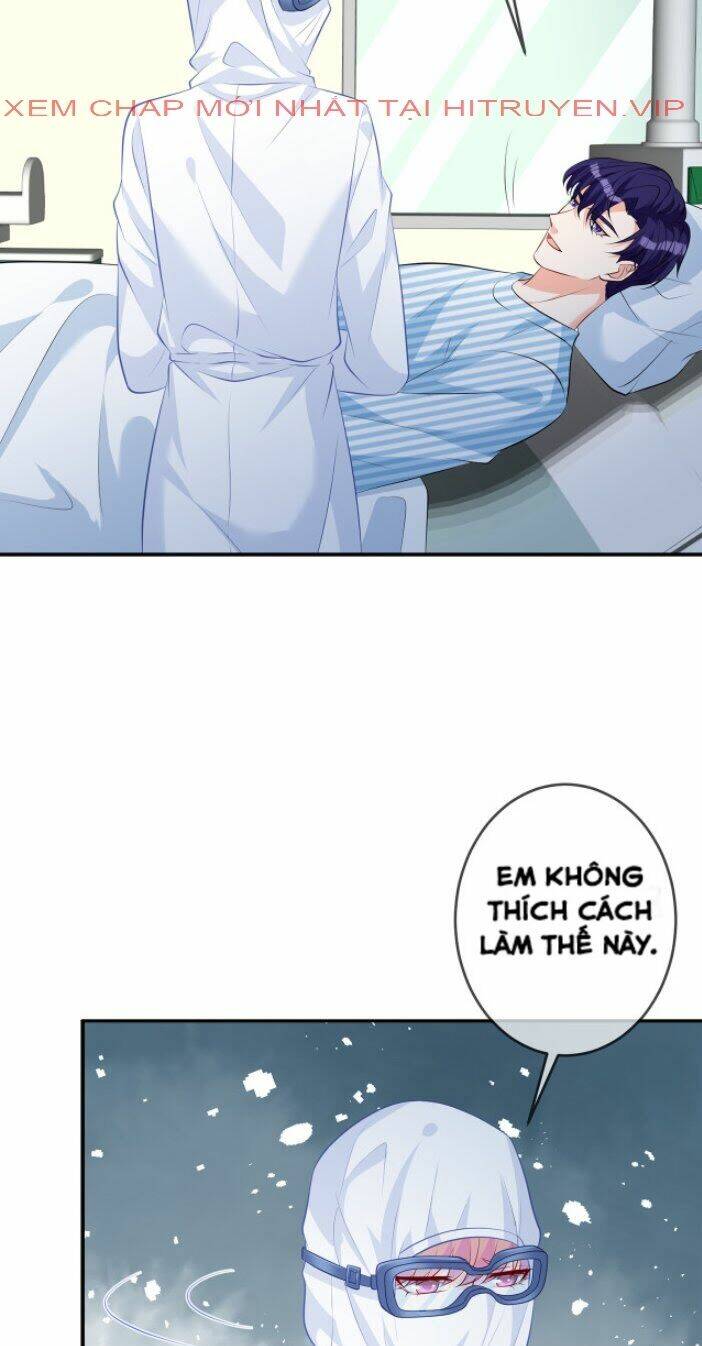 XEM CHAP MỚI NHẤT TẠI HITRUYEN.VIP
EM KHÔNG
THÍCH CÁCH
LÀM THẾ NÀY.